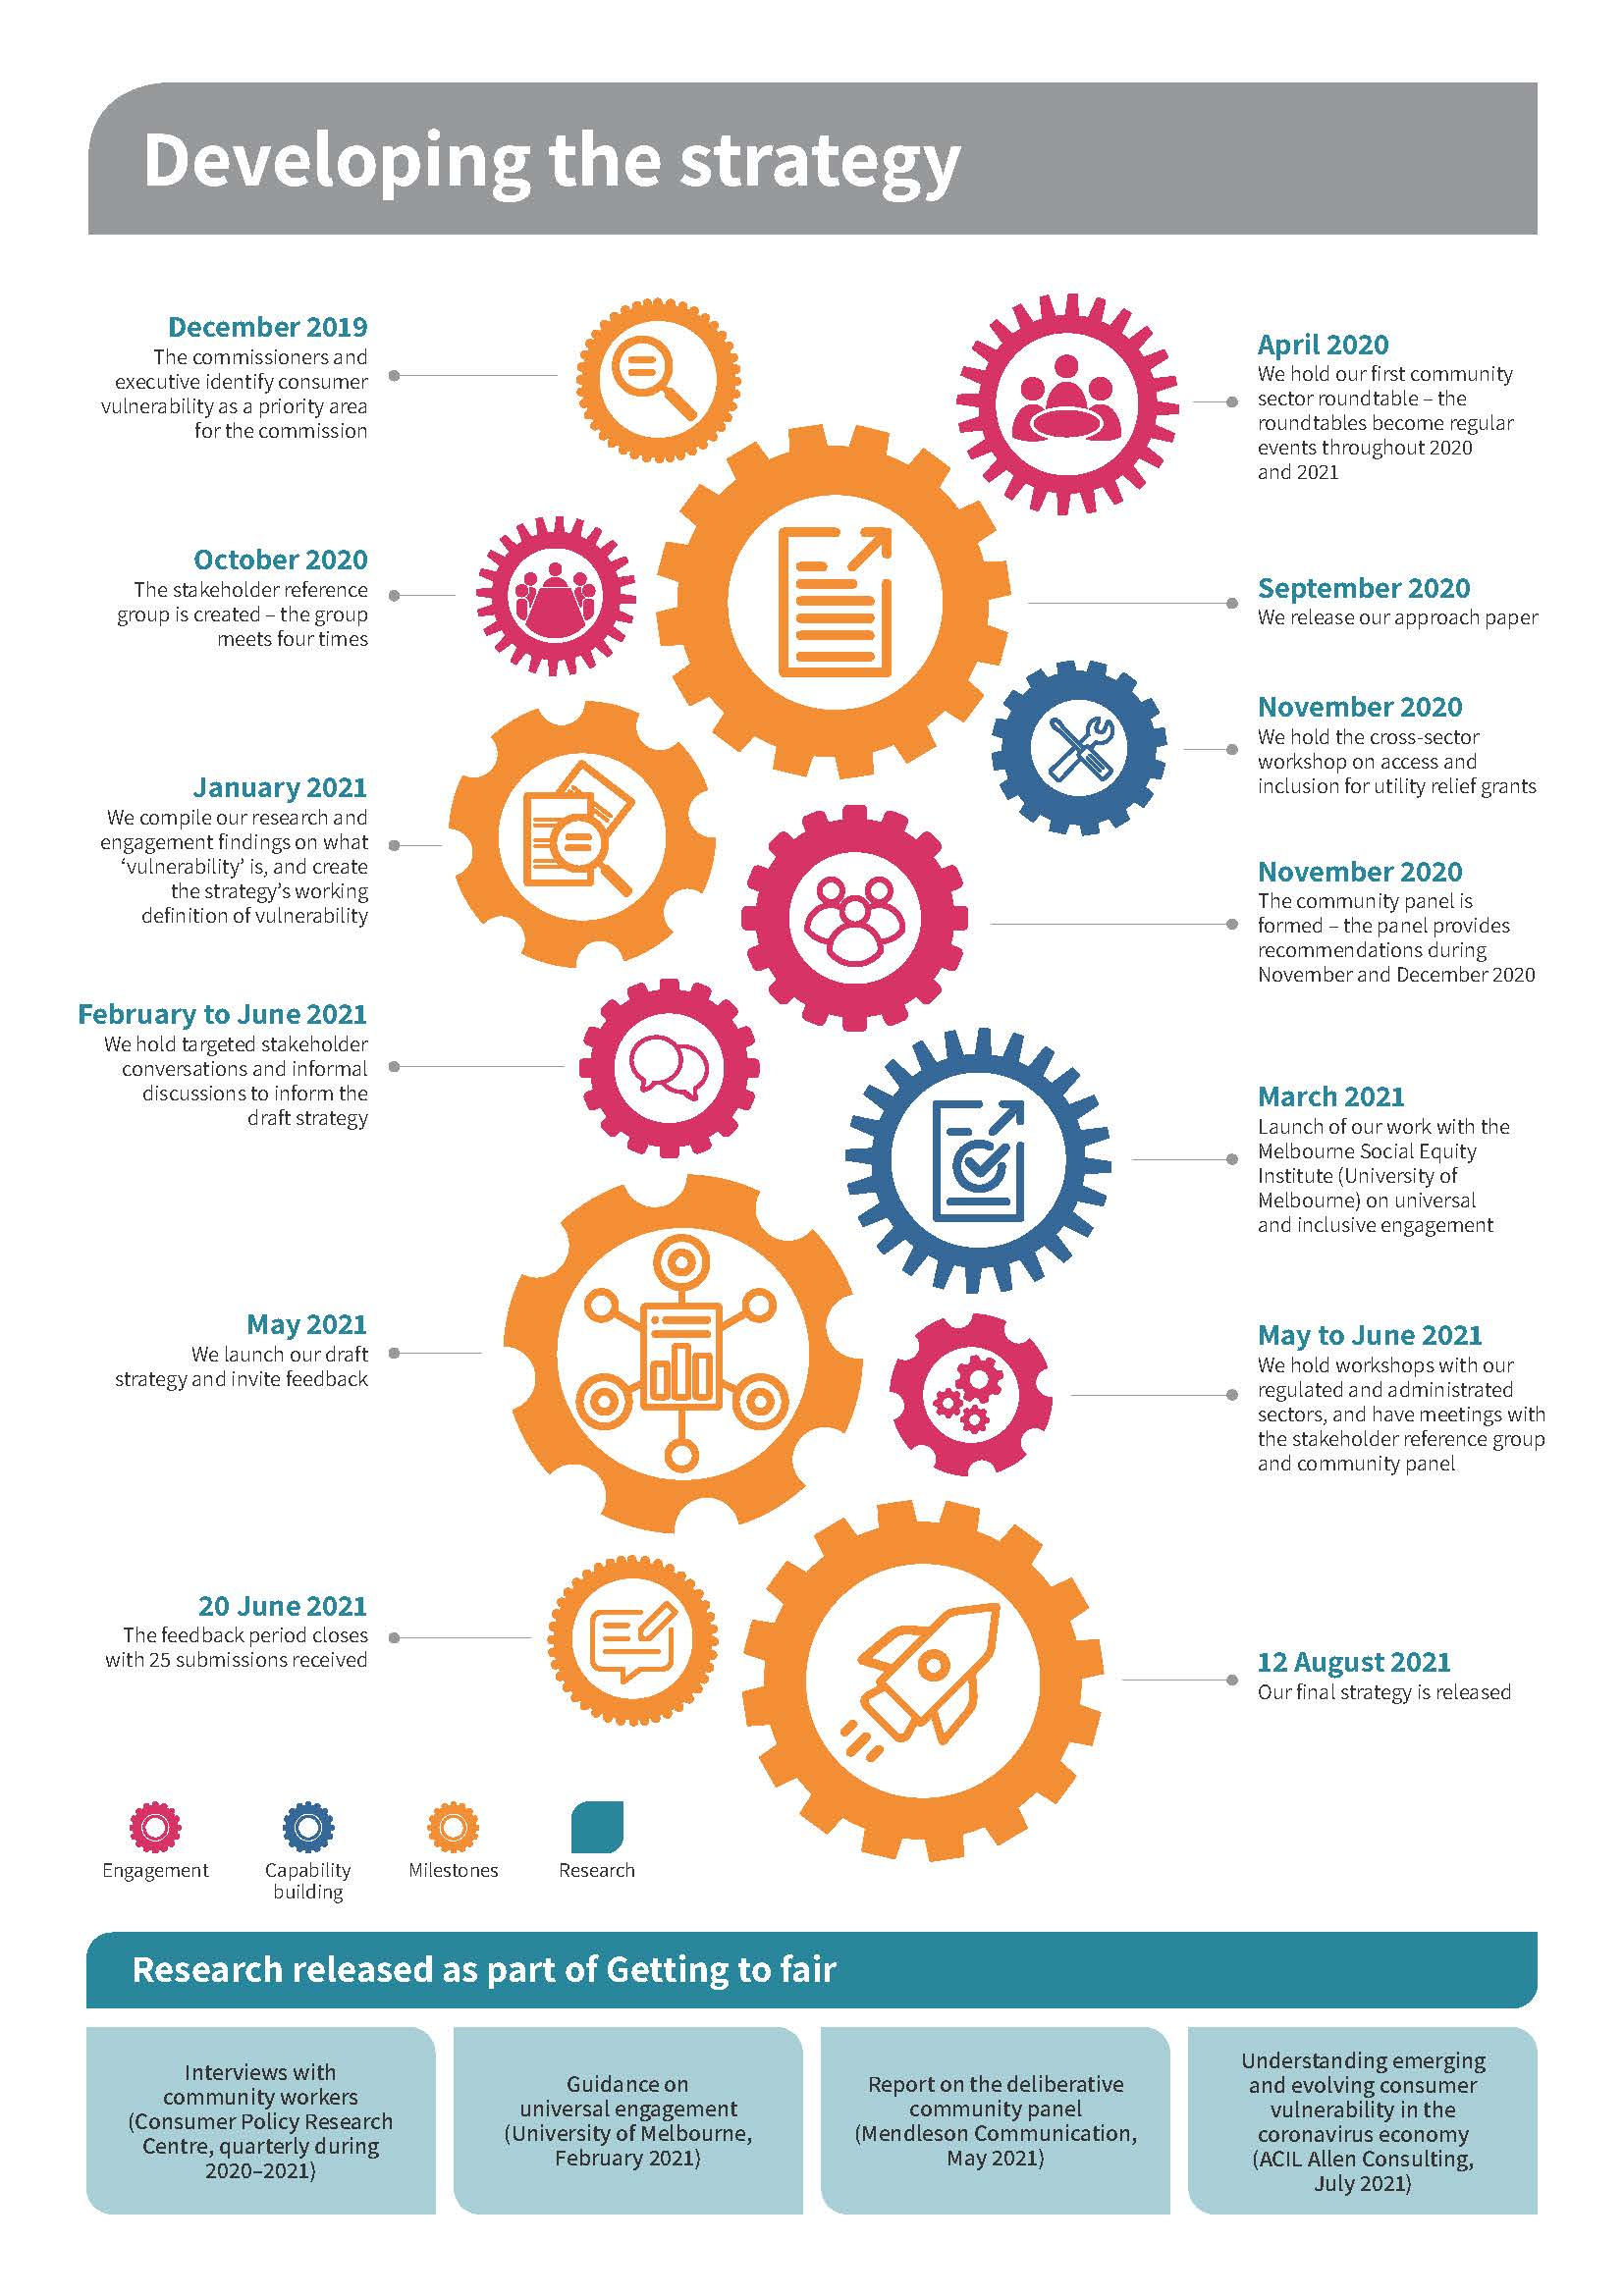 Developing the strategy
December 2019
The commissioners and
executive identify consumer
vulnerability as a priority area
for the commission
April 2020
We hold our first community
sector roundtable – the
roundtables become regular
events throughout 2020
and 2021
October 2020
The stakeholder reference
group is created – the group
meets four times
September 2020
We release our approach paper
November 2020
We hold the cross-sector
workshop on access and
inclusion for utility relief grants
January 2021
We compile our research and
engagement findings on what
‘vulnerability’ is, and create
the strategy’s working
definition of vulnerability
November 2020
The community panel is
formed – the panel provides
recommendations during
November and December 2020
February to June 2021
We hold targeted stakeholder
conversations and informal
discussions to inform the
draft strategy
March 2021
Launch of our work with the
Melbourne Social Equity
Institute (University of
Melbourne) on universal
and inclusive engagement
May 2021
We launch our draft
strategy and invite feedback
May to June 2021
We hold workshops with our
regulated and administrated
sectors, and have meetings with
the stakeholder reference group
and community panel
20 June 2021
The feedback period closes
with 25 submissions received
12 August 2021
Our final strategy is released
Engagement
Capability
building
Milestones
Research
Research released as part of Getting to fair
Interviews with
community workers
(Consumer Policy Research
Centre, quarterly during
2020–2021)
Guidance on
universal engagement
(University of Melbourne,
February 2021)
Report on the deliberative
community panel
(Mendleson Communication,
May 2021)
Understanding emerging
and evolving consumer
vulnerability in the
coronavirus economy
(ACIL Allen Consulting,
July 2021)